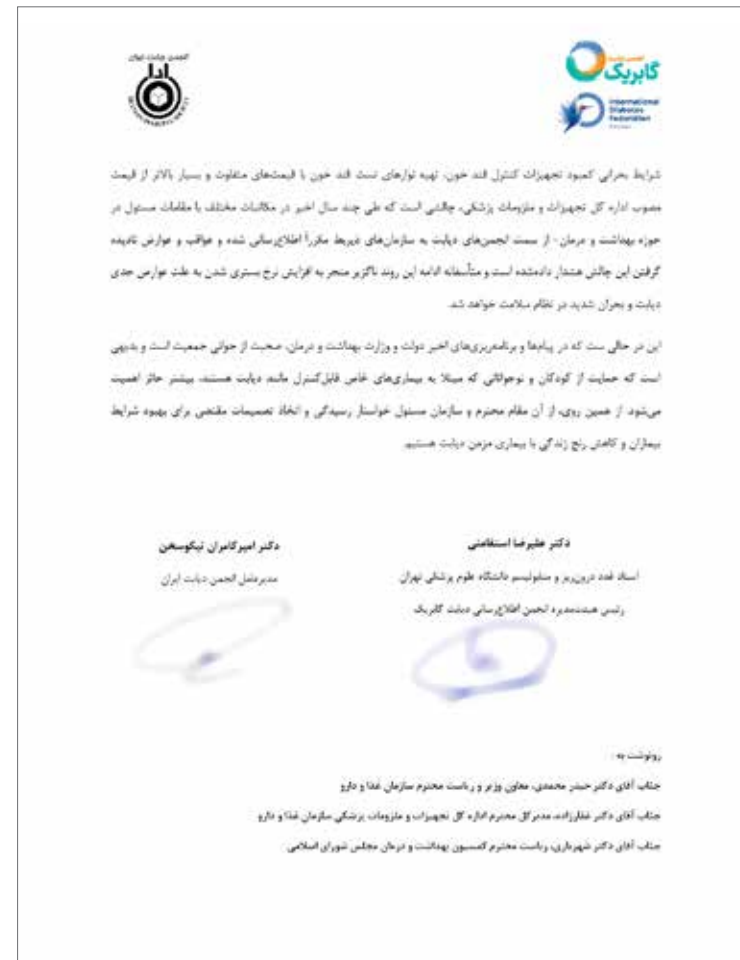 انجمن دیابت ایران
انجمن دیابت
گابریک
International
Diabetes
Federation
شرایط بحرانی کمبود تجهیزات کنترل قند خون، تهیه نوارهای تست قند خون با قیمت‌های متفاوت و بسیار بالاتر از قیمت
مصوب اداره کل تجهیزات و ملزومات پزشکی، چالشی است که طی چند سال اخیر در مکاتبات مختلف با مقامات مسئول در
حوزه بهداشت و درمان- از سمت انجمن‌های دیابت به سازمان‌های ذیربط مکرراً اطلاع‌رسانی شده و عواقب و عوارض نادیده
گرفتن این چالش هشدار داده‌شده است و متأسفانه ادامه این روند ناگزیر منجر به افزایش نرخ بستری شدن به علت عوارض جدی
دیابت و بحران شدید در نظام سلامت خواهد شد.
این در حالی ست که در پیام‌ها و برنامه‌ریزی‌های اخیر دولت و وزارت بهداشت و درمان، صحبت از جوانی جمعیت است و بدیهی
است که حمایت از کودکان و نوجوانانی که مبتلا به بیماری‌های خاص قابل‌کنترل مانند دیابت هستند، بیشتر حائز اهمیت
می‌شود. از همین روی، از آن مقام محترم و سازمان مسئول خواستار رسیدگی و اتخاذ تصمیمات مقتضی برای بهبود شرایط
بیماران و کاهش رنج زندگی با بیماری مزمن دیابت هستیم.
دکتر علیرضا استقامتی
استاد غدد درون‌ریز و متابولیسم دانشگاه علوم پزشکی تهران
رئیس هیئت‌مدیره انجمن اطلاع‌رسانی دیابت گابریک
دکتر امیرکامران نیکوسخن
مدیرعامل انجمن دیابت ایران
رونوشت به :
جناب آقای دکتر حیدر محمدی، معاون وزیر و ریاست محترم سازمان غذا و دارو
جناب آقای دکتر غفارزاده، مدیرکل محترم اداره کل تجهیزات و ملزومات پزشکی سازمان غذا و دارو
جناب آقای دکتر شهریاری، ریاست محترم کمیسیون بهداشت و درمان مجلس شورای اسلامی